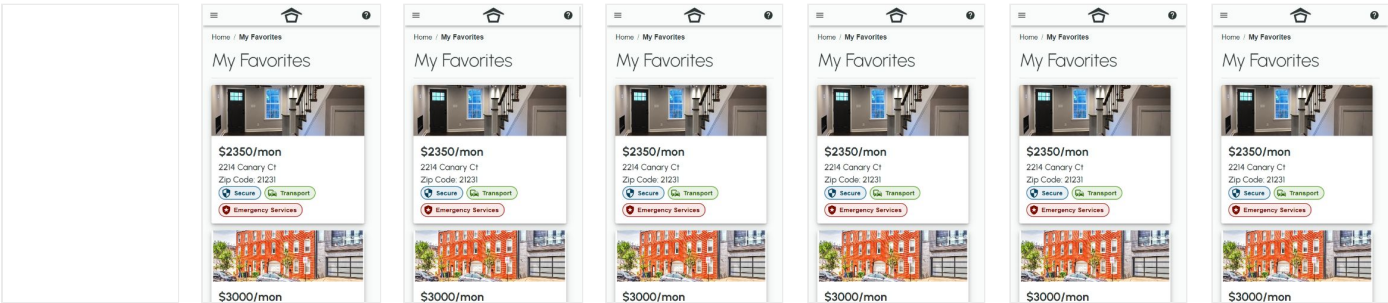 Home / My Favorites
My Favorites
$2350/mon
2214 Canary Ct
Zip Code: 21231
Secure Transport
Emergency Services
$3000/mon
Home / My Favorites
My Favorites
$2350/mon
2214 Canary Ct
Zip Code: 21231
Secure Transport
Emergency Services
$3000/mon
Home / My Favorites
My Favorites
$2350/mon
2214 Canary Ct
Zip Code: 21231
Secure Transport
Emergency Services
$3000/mon
Home / My Favorites
My Favorites
$2350/mon
2214 Canary Ct
Zip Code: 21231
Secure Transport
Emergency Services
$3000/mon
Home / My Favorites
My Favorites
$2350/mon
2214 Canary Ct
Zip Code: 21231
Secure Transport
Emergency Services
$3000/mon
Home / My Favorites
My Favorites
$2350/mon
2214 Canary Ct
Zip Code: 21231
Secure Transport
Emergency Services
$3000/mon